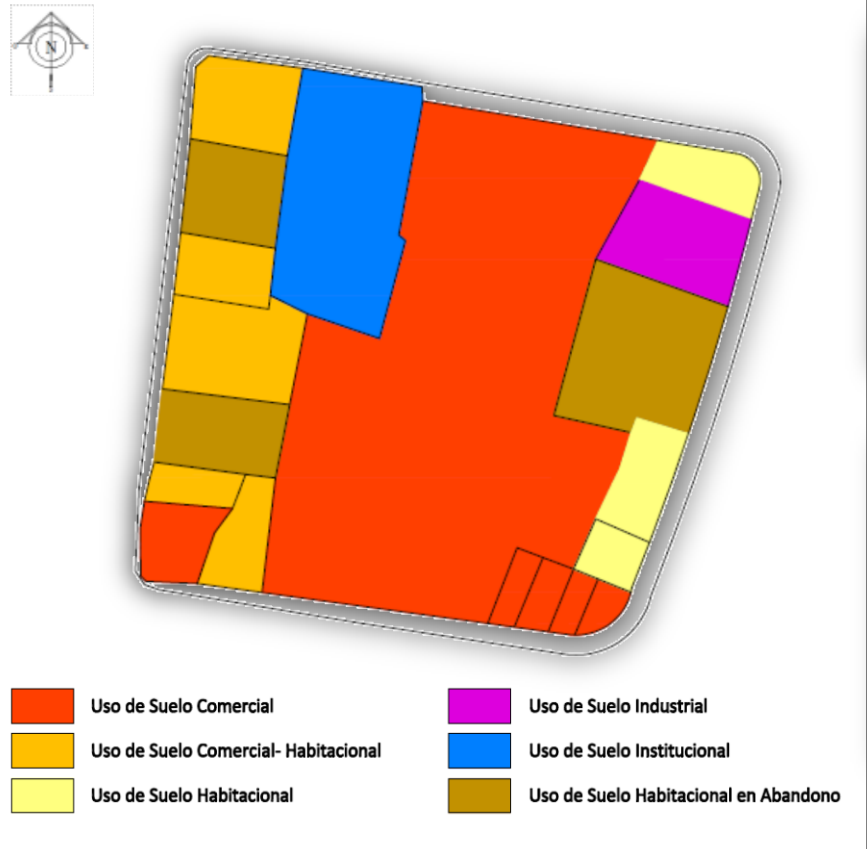 N
Uso de Suelo Comercial
Uso de Suelo Industrial
Uso de Suelo Comercial- Habitacional
Uso de Suelo Institucional
Uso de Suelo Habitacional
Uso de Suelo Habitacional en Abandono